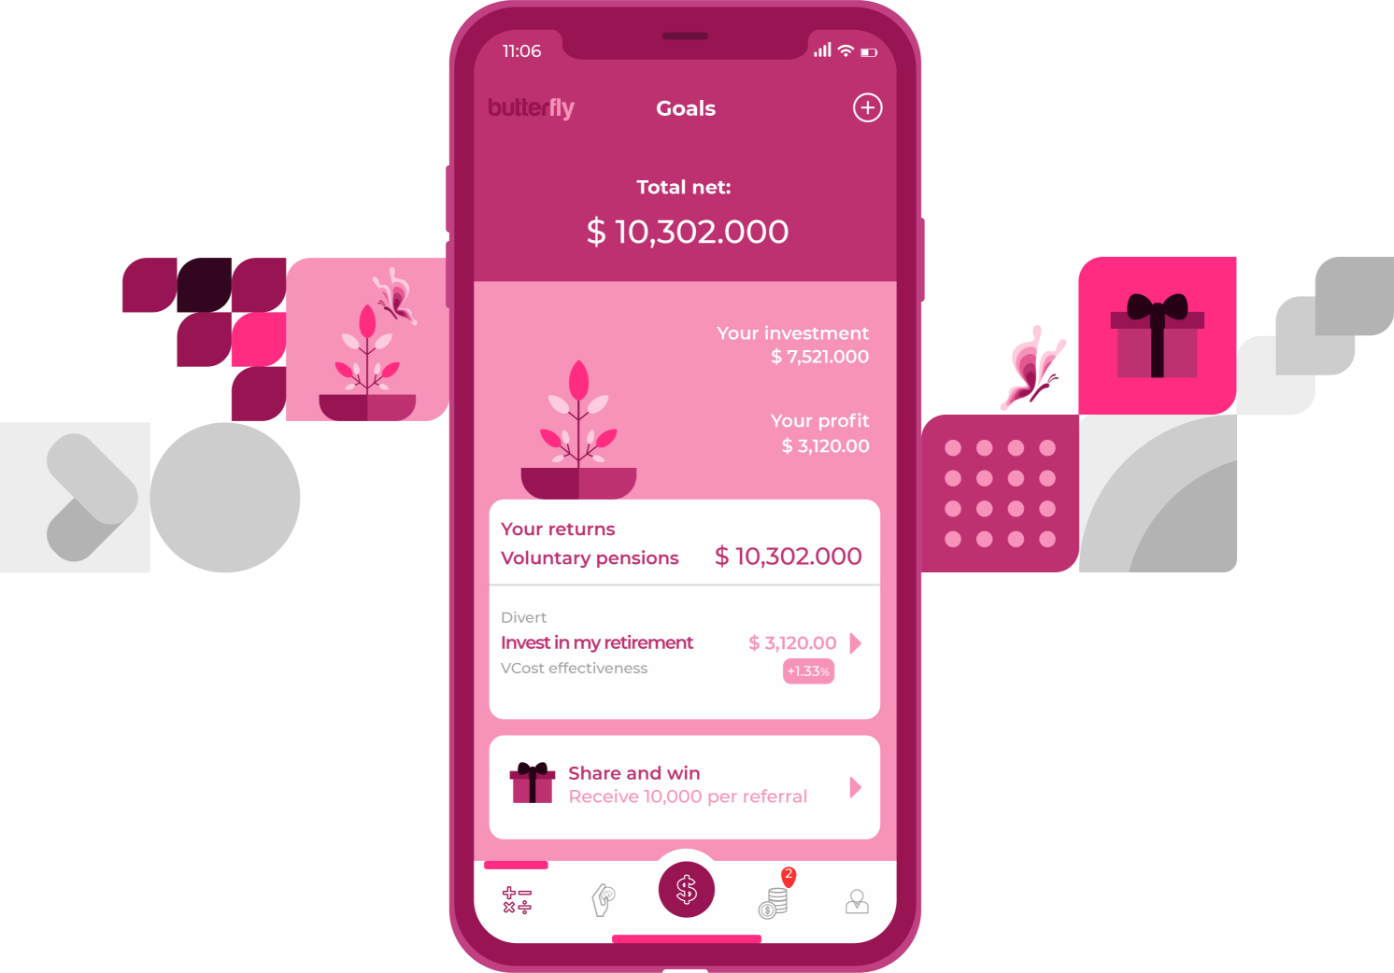 11:06
butterfly
Goals
Total net:
$ 10,302.000
Your investment
$ 7,521.000
Your profit
$ 3,120.00
Your returns
Voluntary pensions $ 10,302.000
Divert
Invest in my retirement $ 3,120.00
VCost effectiveness +1.33%
Share and win
Receive 10,000 per referral
2